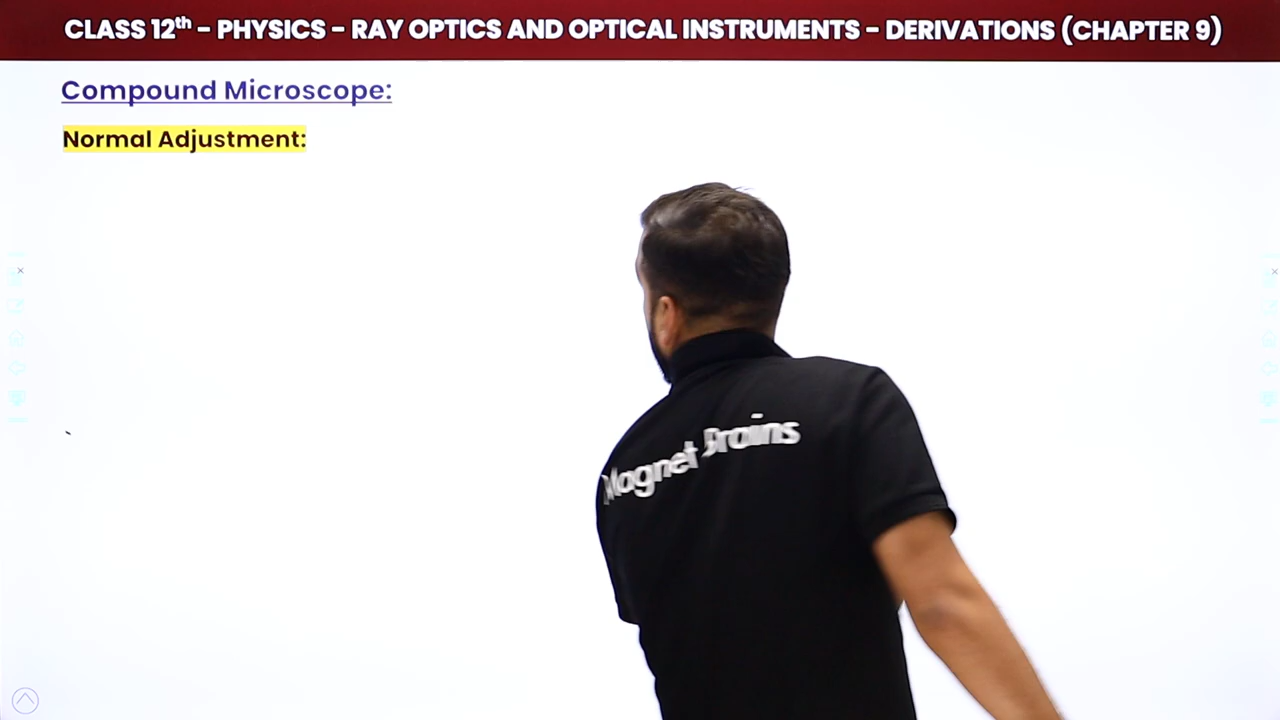 CLASS 12th - PHYSICS - RAY OPTICS AND OPTICAL INSTRUMENTS - DERIVATIONS (CHAPTER 9)
Compound Microscope:
Normal Adjustment:
Magnet Brains